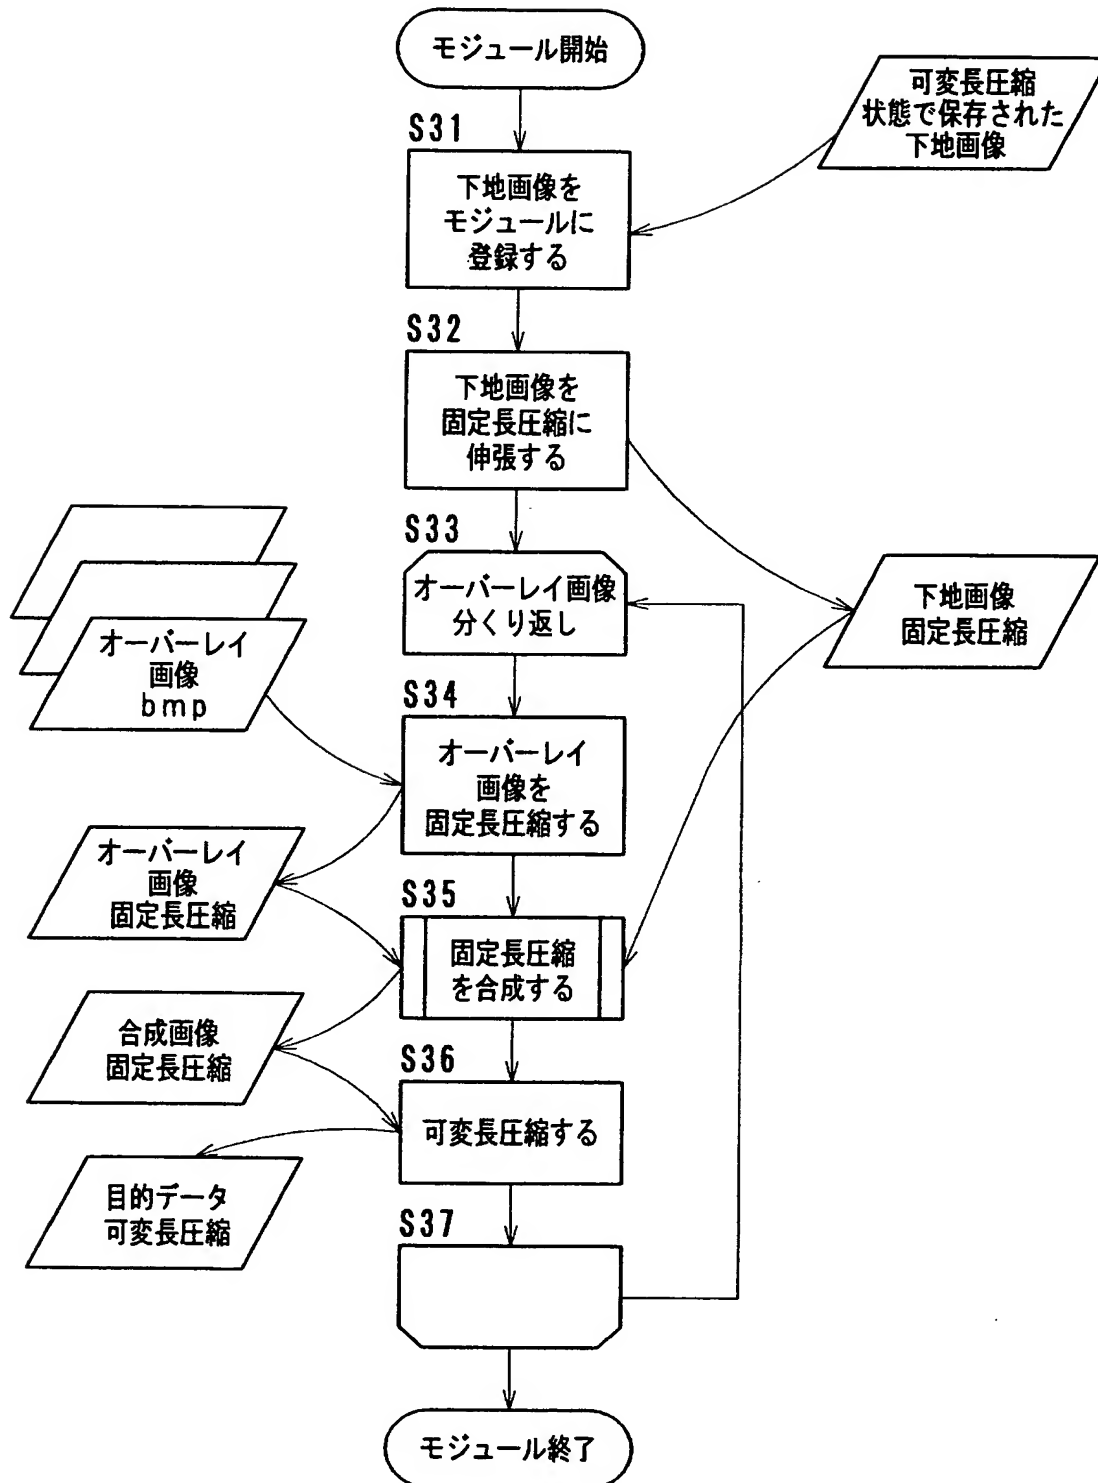 モジュール開始
可変長圧縮
状態で保存された
下地画像
S31
下地画像を
モジュールに
登録する
S32
下地画像を
固定長圧縮に
伸張する
S33
オーバーレイ画像
分くり返し
下地画像
固定長圧縮
オーバーレイ
画像
bmp
S34
オーバーレイ
画像を
固定長圧縮する
オーバーレイ
画像
固定長圧縮
S35
固定長圧縮
を合成する
合成画像
固定長圧縮
S36
可変長圧縮する
目的データ
可変長圧縮
S37
モジュール終了